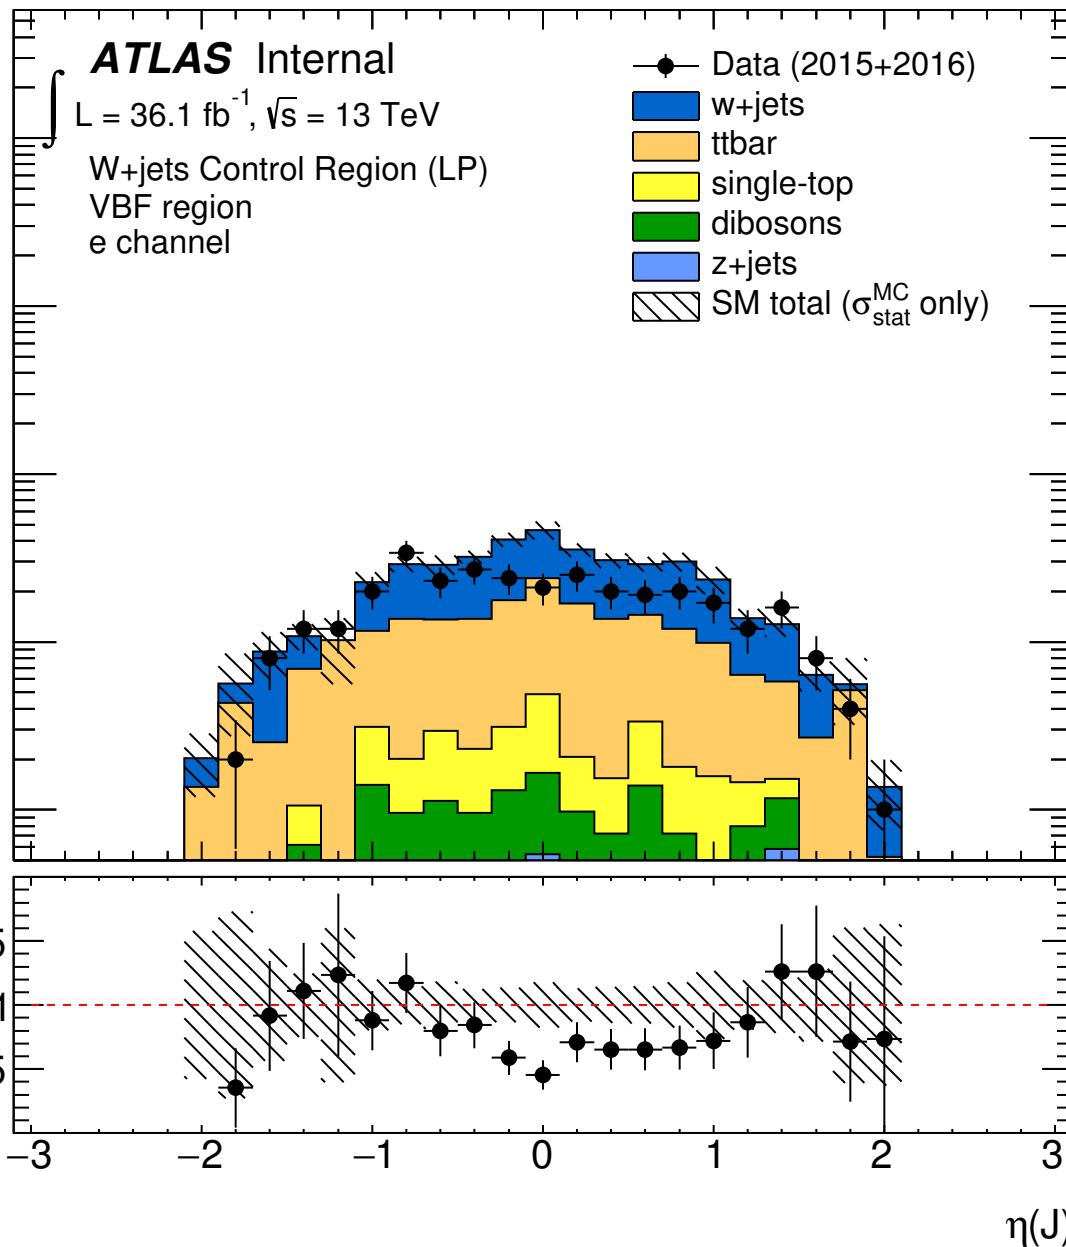 ATLAS Internal
∫ L = 36.1 fb⁻¹, √s = 13 TeV
W+jets Control Region (LP)
VBF region
e channel
Data (2015+2016)
w+jets
ttbar
single-top
dibosons
z+jets
SM total (σ^MC_stat only)
1
−3 −2 −1 0 1 2 3
η(J)